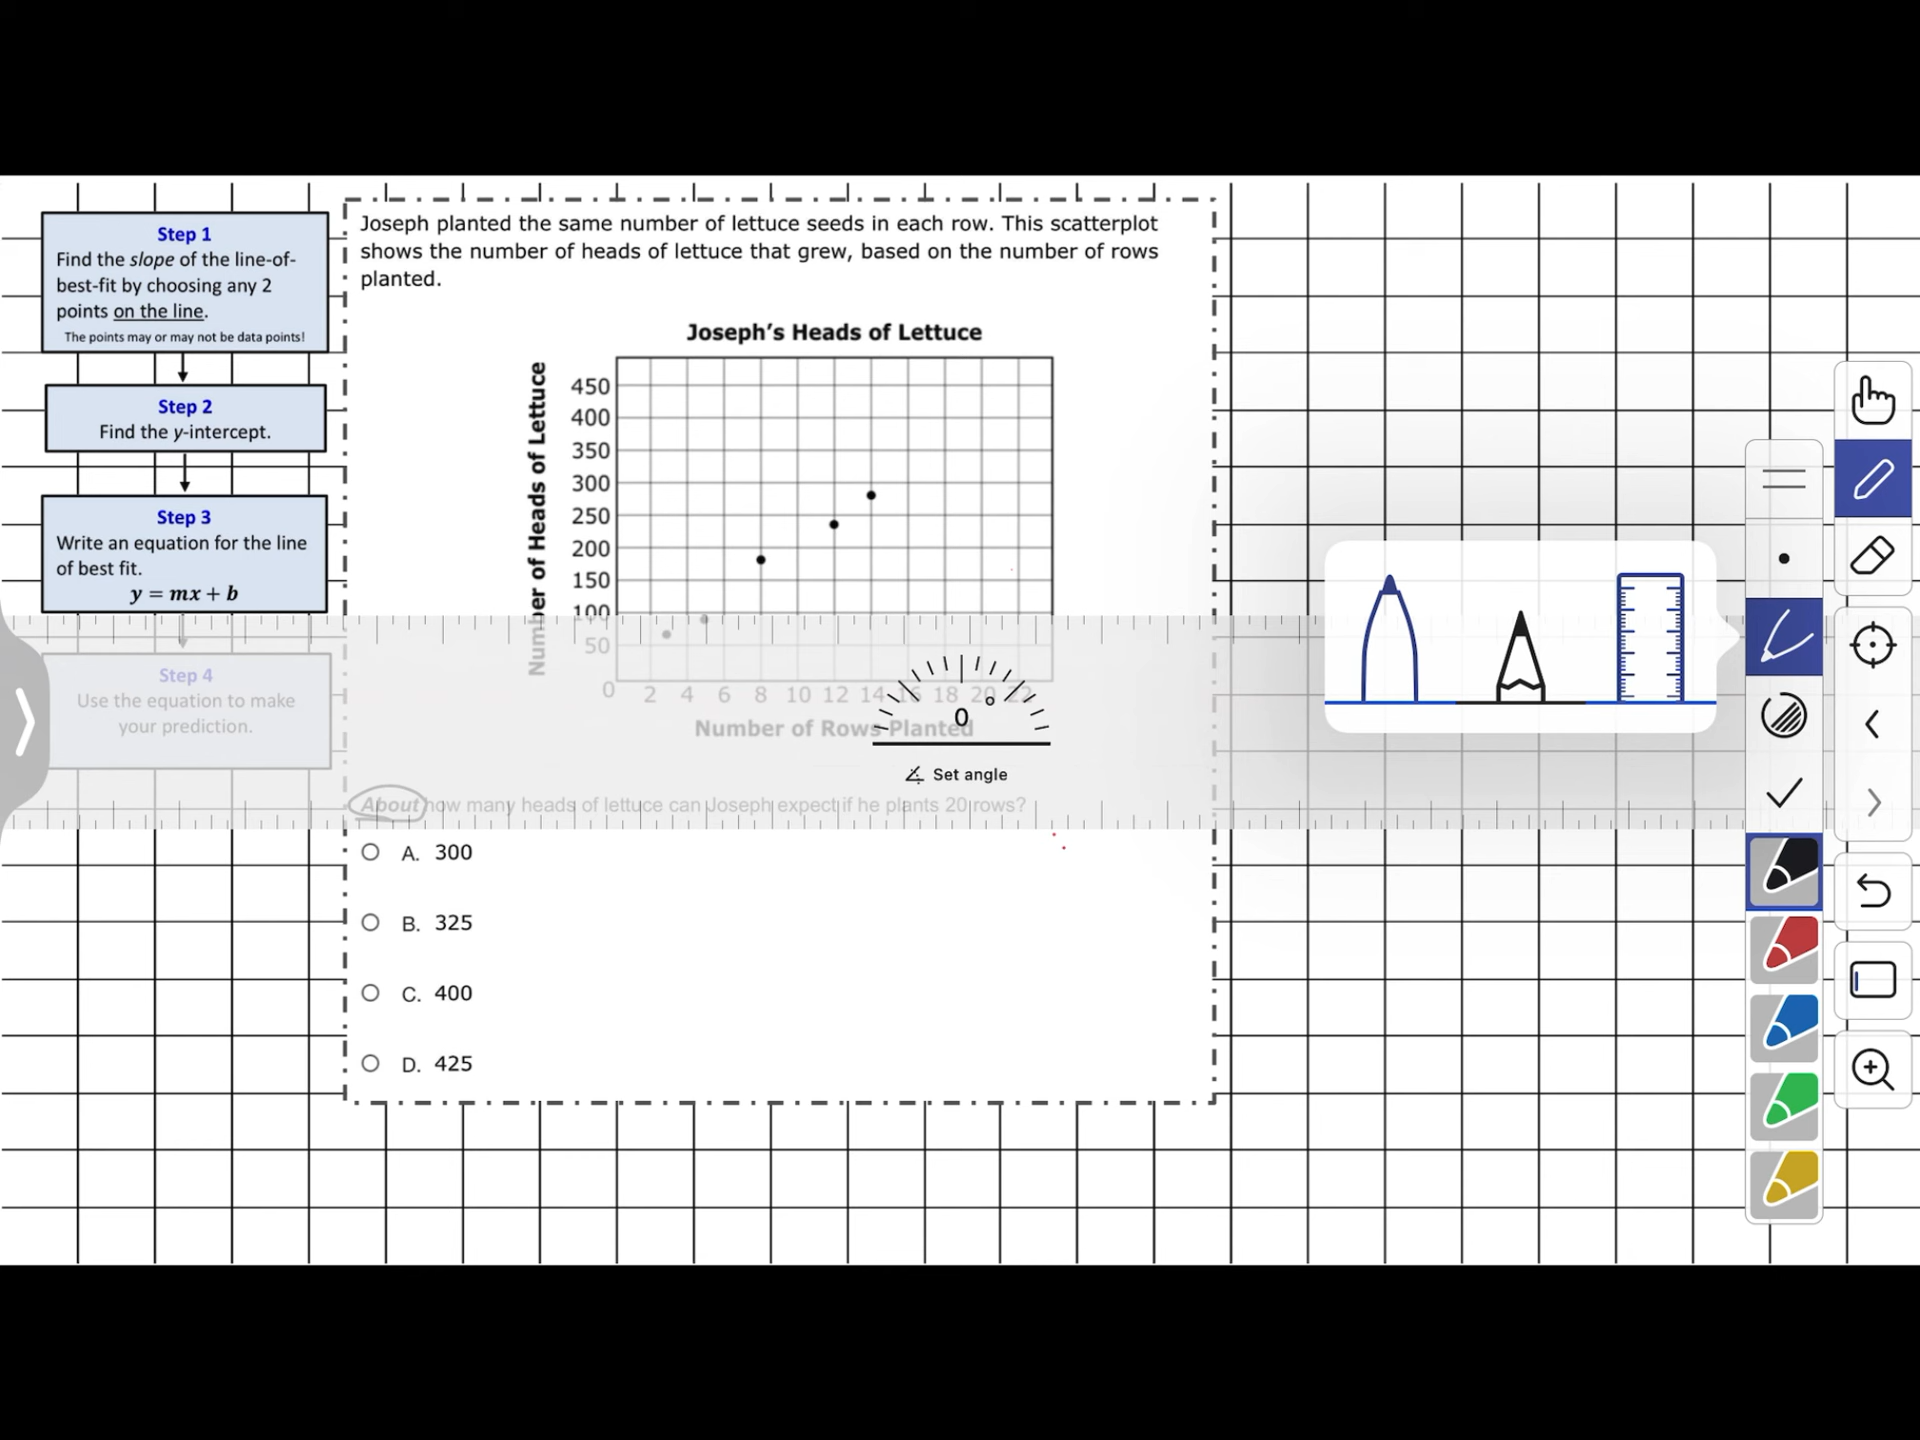 Step 1
Find the slope of the line-of-
best-fit by choosing any 2
points on the line.
The points may or may not be data points!
Step 2
Find the y-intercept.
Step 3
Write an equation for the line
of best fit.
y = mx + b
Step 4
Use the equation to make
your prediction.
Joseph planted the same number of lettuce seeds in each row. This scatterplot
shows the number of heads of lettuce that grew, based on the number of rows
planted.
Joseph's Heads of Lettuce
Number of Heads of Lettuce
450
400
350
300
250
200
150
100
50
0 2 4 6 8 10 12 14 16 18 20 22
Number of Rows Planted
0 °
Set angle
About how many heads of lettuce can Joseph expect if he plants 20 rows?
A. 300
B. 325
C. 400
D. 425